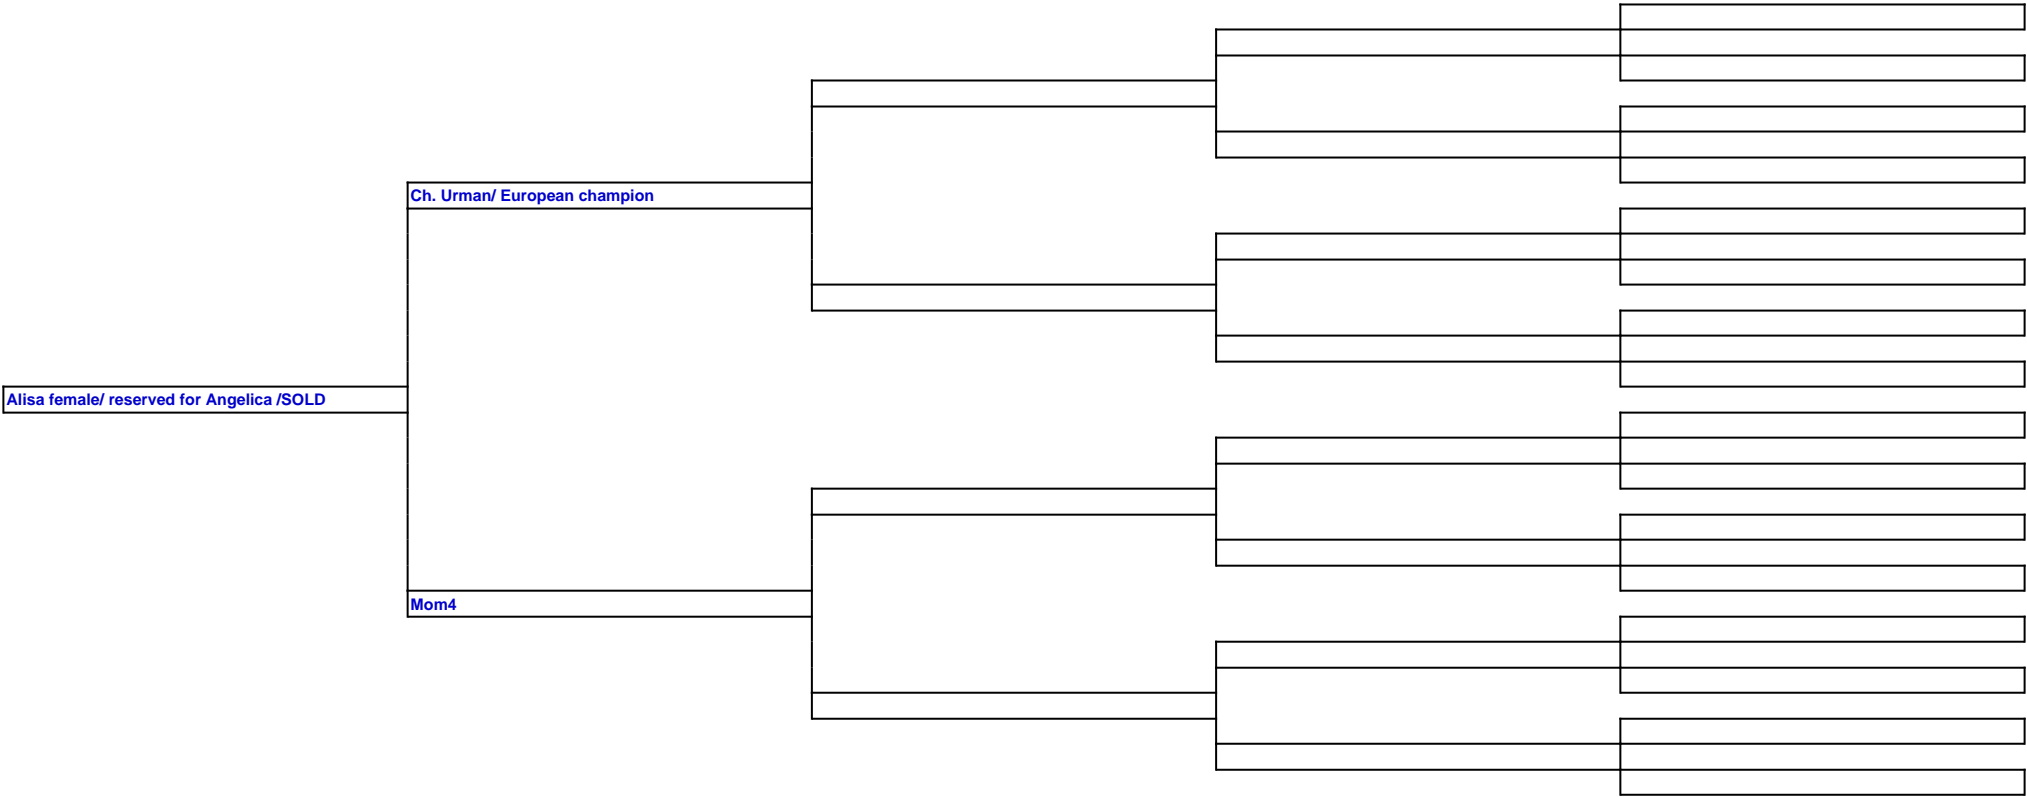 Ch. Urman/ European champion
Alisa female/ reserved for Angelica /SOLD
Mom4